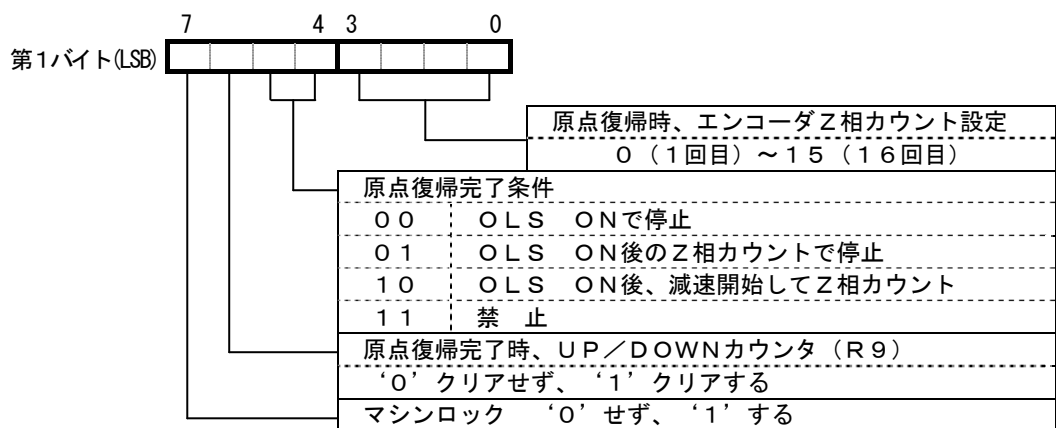 7 4 3 0
第1バイト(LSB)
原点復帰時、エンコーダZ相カウント設定
0（1回目）～15（16回目）
原点復帰完了条件
00 OLS ONで停止
01 OLS ON後のZ相カウントで停止
10 OLS ON後、減速開始してZ相カウント
11 禁 止
原点復帰完了時、UP／DOWNカウンタ（R9）
‘0’クリアせず、‘1’クリアする
マシンロック ‘0’せず、‘1’する